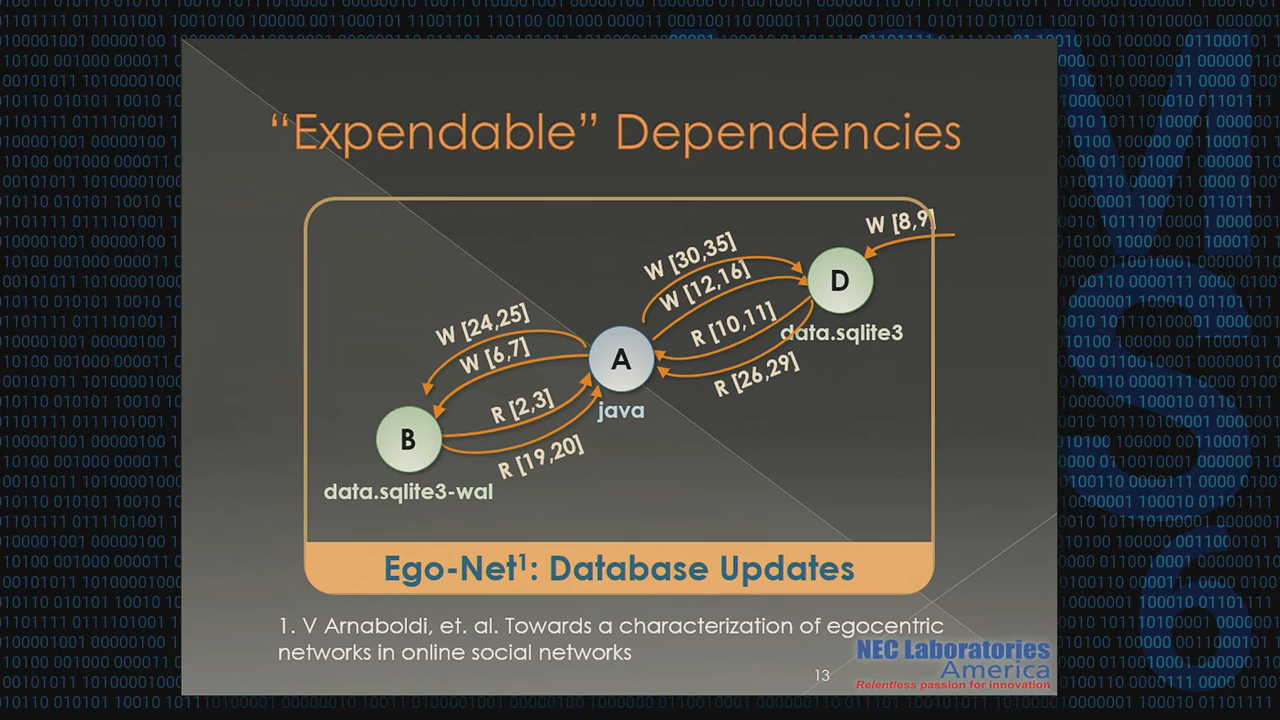 “Expendable” Dependencies
W [8,9]
W [30,35]
W [12,16]
D
R [10,11]
data.sqlite3
W [24,25]
W [6,7]
A
R [26,29]
R [2,3]
java
B
R [19,20]
data.sqlite3-wal
Ego-Net¹: Database Updates
1. V Arnaboldi, et. al. Towards a characterization of egocentric
networks in online social networks
NEC Laboratories
America
13
Relentless passion for innovation